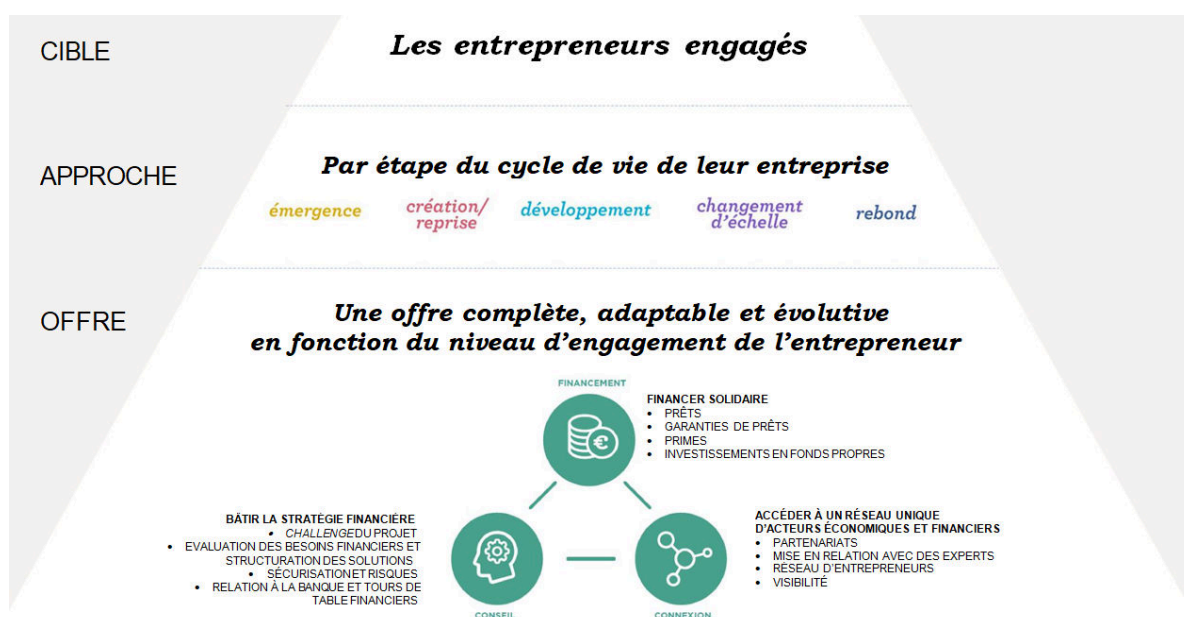 CIBLE
Les entrepreneurs engagés
APPROCHE
Par étape du cycle de vie de leur entreprise
émergence
création/
reprise
développement
changement
d'échelle
rebond
OFFRE
Une offre complète, adaptable et évolutive
en fonction du niveau d'engagement de l'entrepreneur
FINANCEMENT
FINANCER SOLIDAIRE
• PRÊTS
• GARANTIES DE PRÊTS
• PRIMES
• INVESTISSEMENTS EN FONDS PROPRES
BÂTIR LA STRATÉGIE FINANCIÈRE
• CHALLENGE DU PROJET
• EVALUATION DES BESOINS FINANCIERS ET
STRUCTURATION DES SOLUTIONS
• SÉCURISATION ET RISQUES
• RELATION À LA BANQUE ET TOURS DE
TABLE FINANCIERS
CONSEIL
ACCÉDER À UN RÉSEAU UNIQUE
D'ACTEURS ÉCONOMIQUES ET FINANCIERS
• PARTENARIATS
• MISE EN RELATION AVEC DES EXPERTS
• RÉSEAU D'ENTREPRENEURS
• VISIBILITÉ
CONNEXION